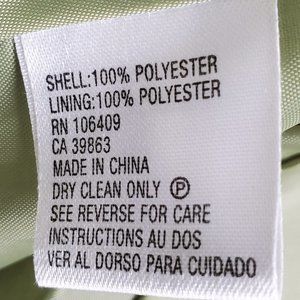 SHELL:100% POLYESTER
LINING:100% POLYESTER
RN 106409
CA 39863
MADE IN CHINA
DRY CLEAN ONLY Ⓟ
SEE REVERSE FOR CARE
INSTRUCTIONS AU DOS
VER AL DORSO PARA CUIDADO